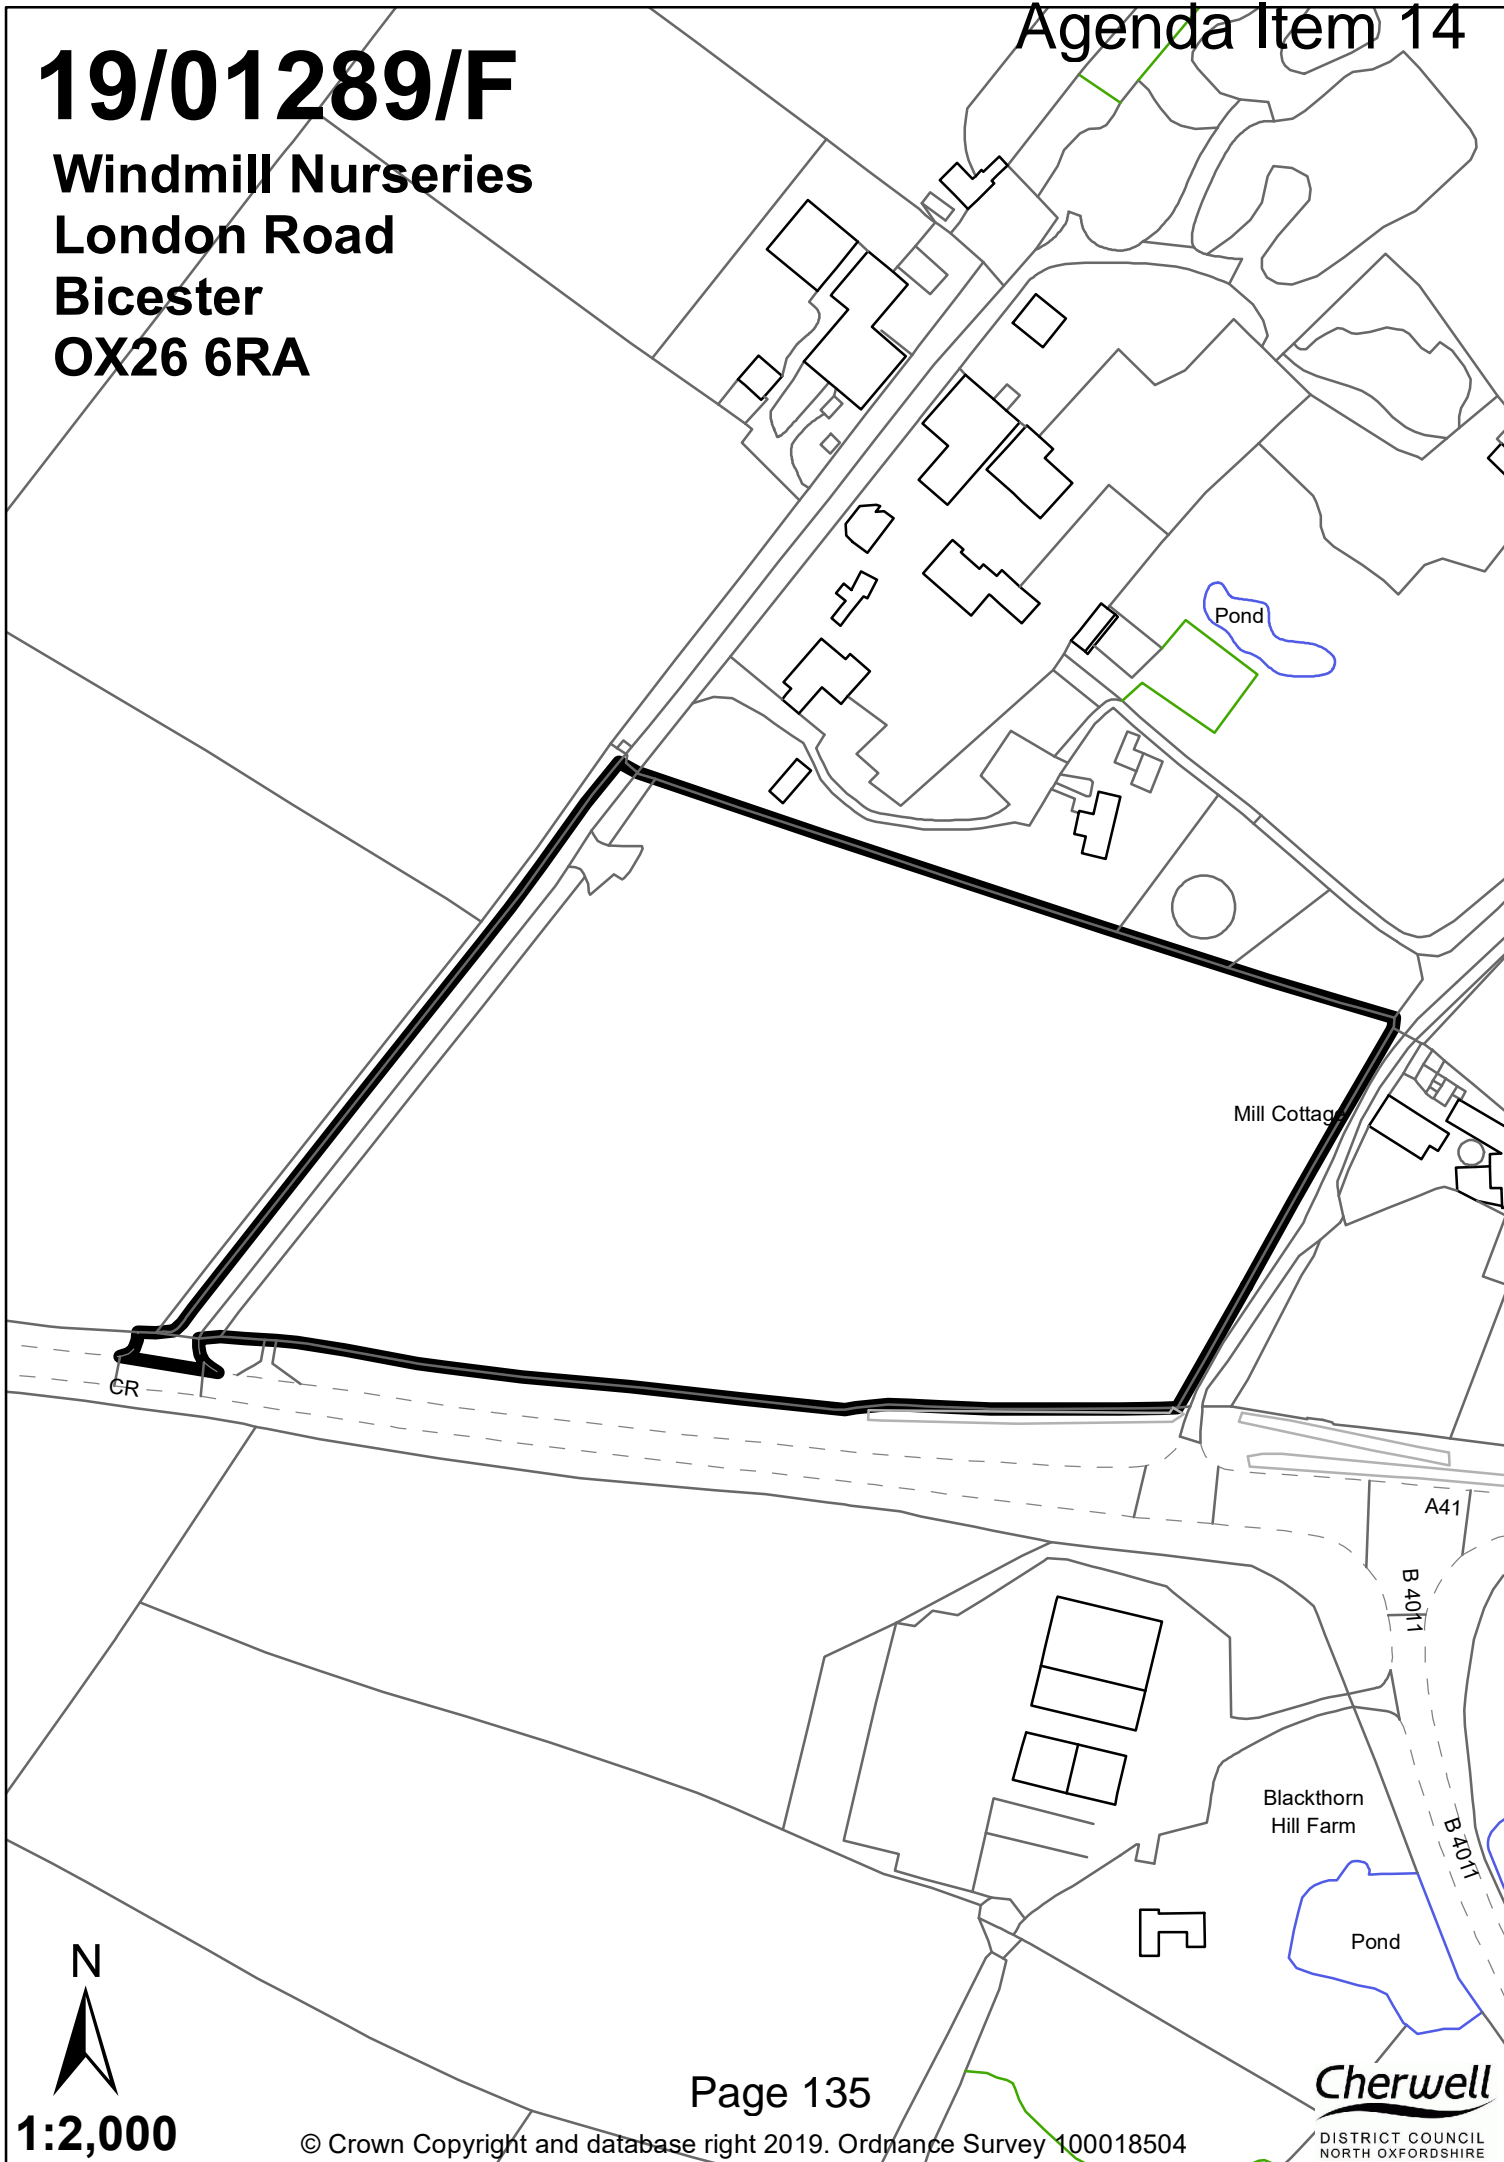 Agenda Item 14
19/01289/F
Windmill Nurseries
London Road
Bicester
OX26 6RA
Pond
Mill Cottage
CR
A41
B 4011
Blackthorn
Hill Farm
B 4011
Pond
N
1:2,000
Page 135
© Crown Copyright and database right 2019. Ordnance Survey 100018504
Cherwell
DISTRICT COUNCIL
NORTH OXFORDSHIRE